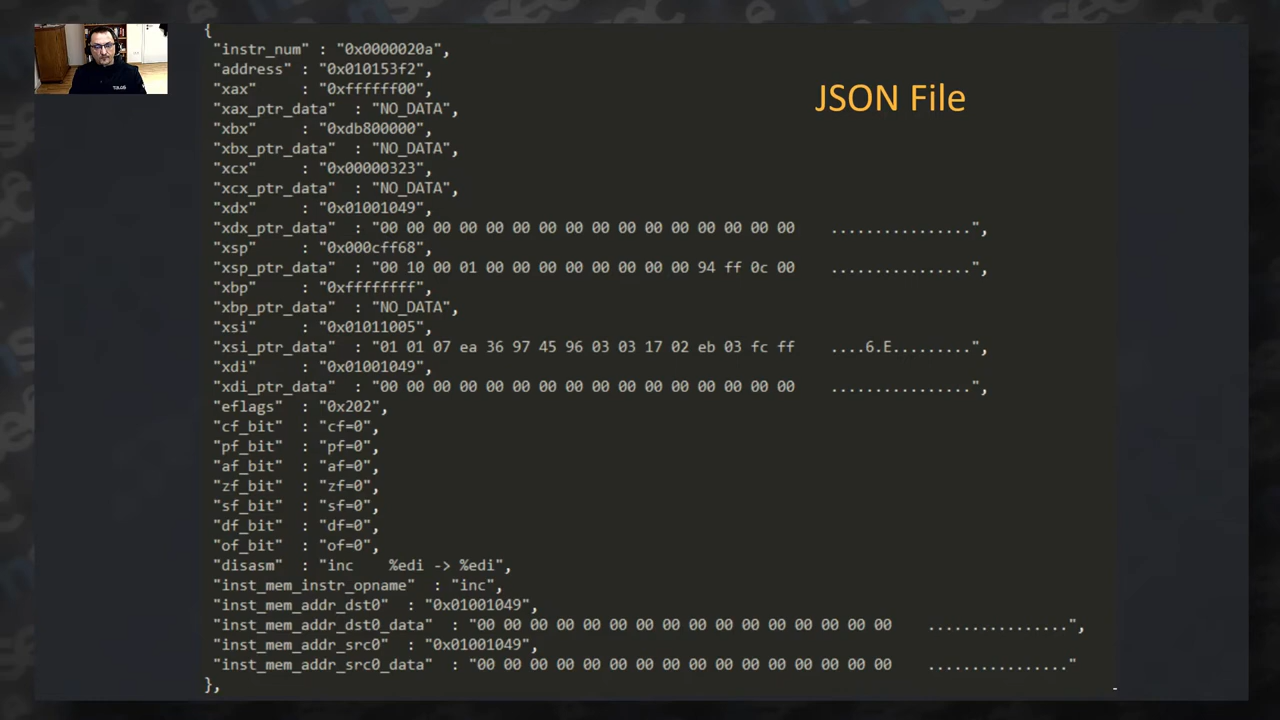 JSON File
{
"instr_num" : "0x0000020a",
"address" : "0x010153f2",
"xax" : "0xffffff00",
"xax_ptr_data" : "NO_DATA",
"xbx" : "0xdb800000",
"xbx_ptr_data" : "NO_DATA",
"xcx" : "0x00000323",
"xcx_ptr_data" : "NO_DATA",
"xdx" : "0x01001049",
"xdx_ptr_data" : "00 00 00 00 00 00 00 00 00 00 00 00 00 00 00 00 ................",
"xsp" : "0x000cff68",
"xsp_ptr_data" : "00 10 00 01 00 00 00 00 00 00 00 00 94 ff 0c 00 ................",
"xbp" : "0xffffffff",
"xbp_ptr_data" : "NO_DATA",
"xsi" : "0x01011005",
"xsi_ptr_data" : "01 01 07 ea 36 97 45 96 03 03 17 02 eb 03 fc ff ....6.E.........",
"xdi" : "0x01001049",
"xdi_ptr_data" : "00 00 00 00 00 00 00 00 00 00 00 00 00 00 00 00 ................",
"eflags" : "0x202",
"cf_bit" : "cf=0",
"pf_bit" : "pf=0",
"af_bit" : "af=0",
"zf_bit" : "zf=0",
"sf_bit" : "sf=0",
"df_bit" : "df=0",
"of_bit" : "of=0",
"disasm" : "inc %edi -> %edi",
"inst_mem_instr_opname" : "inc",
"inst_mem_addr_dst0" : "0x01001049",
"inst_mem_addr_dst0_data" : "00 00 00 00 00 00 00 00 00 00 00 00 00 00 00 00 ................",
"inst_mem_addr_src0" : "0x01001049",
"inst_mem_addr_src0_data" : "00 00 00 00 00 00 00 00 00 00 00 00 00 00 00 00 ................"
},